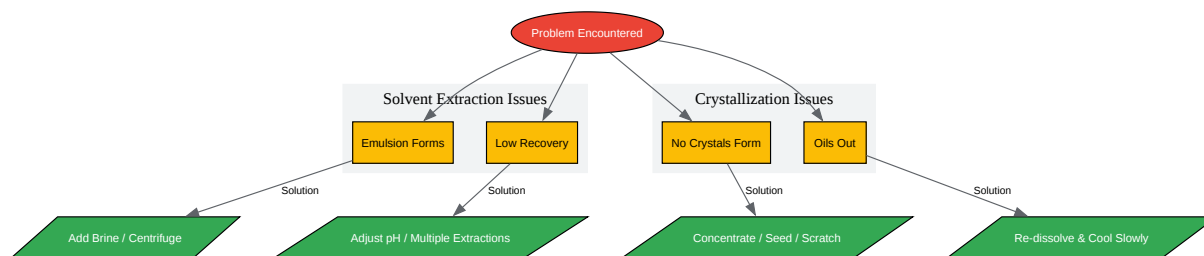 Problem Encountered
Solvent Extraction Issues
Crystallization Issues
Emulsion Forms
Low Recovery
No Crystals Form
Oils Out
Solution
Solution
Solution
Solution
Add Brine / Centrifuge
Adjust pH / Multiple Extractions
Concentrate / Seed / Scratch
Re-dissolve & Cool Slowly